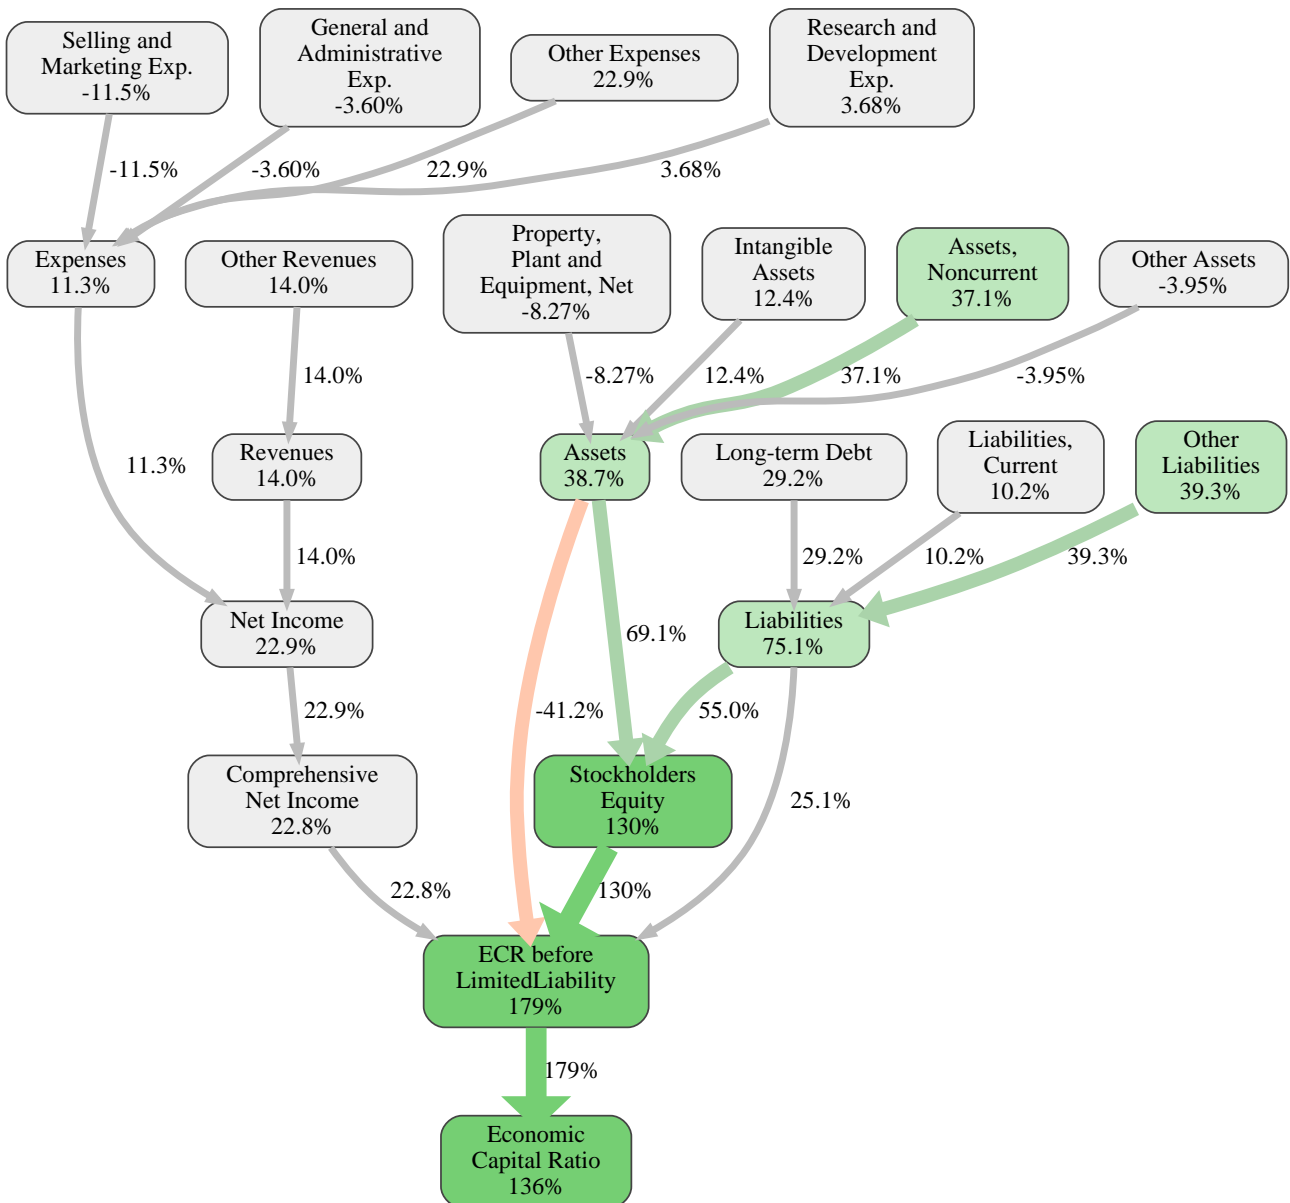 Selling and
Marketing Exp.
-11.5%
General and
Administrative
Exp.
-3.60%
Other Expenses
22.9%
Research and
Development
Exp.
3.68%
-11.5%
-3.60%
22.9%
3.68%
Expenses
11.3%
Other Revenues
14.0%
Property,
Plant and
Equipment, Net
-8.27%
Intangible
Assets
12.4%
Assets,
Noncurrent
37.1%
Other Assets
-3.95%
14.0%
-8.27%
12.4%
37.1%
-3.95%
11.3%
Revenues
14.0%
Assets
38.7%
Long-term Debt
29.2%
Liabilities,
Current
10.2%
Other
Liabilities
39.3%
14.0%
29.2%
10.2%
39.3%
Net Income
22.9%
69.1%
Liabilities
75.1%
22.9%
-41.2%
55.0%
Comprehensive
Net Income
22.8%
Stockholders
Equity
130%
25.1%
22.8%
130%
ECR before
LimitedLiability
179%
179%
Economic
Capital Ratio
136%